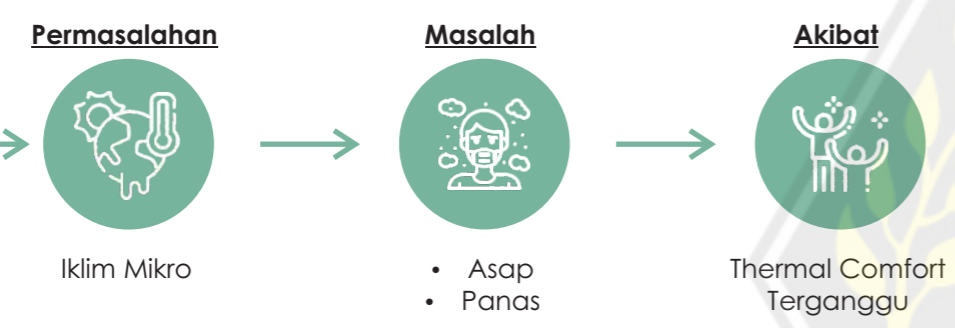 Permasalahan
Iklim Mikro
Masalah
• Asap
• Panas
Akibat
Thermal Comfort
Terganggu